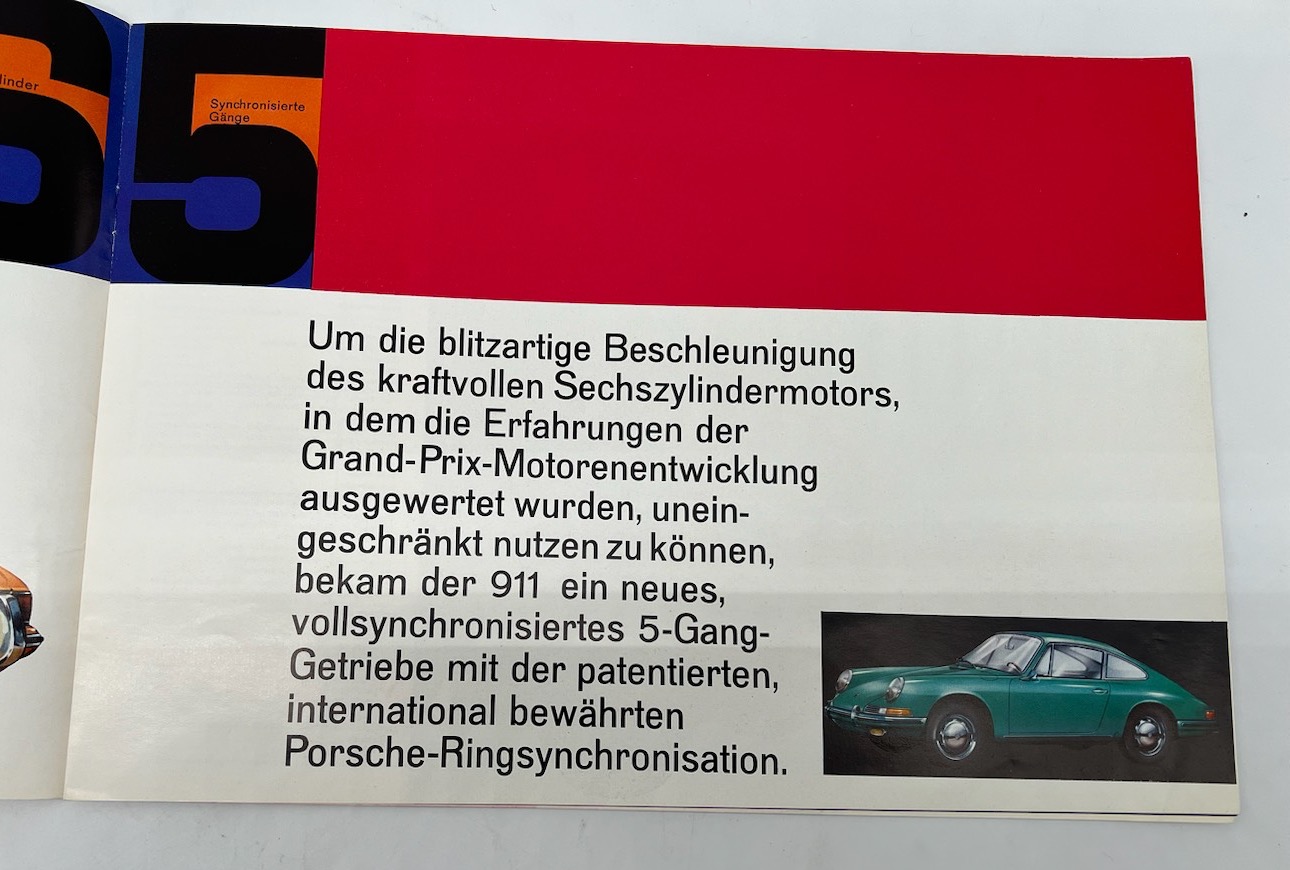 65
Synchronisierte
Gänge
Um die blitzartige Beschleunigung
des kraftvollen Sechszylindermotors,
in dem die Erfahrungen der
Grand-Prix-Motorenentwicklung
ausgewertet wurden, unein-
geschränkt nutzen zu können,
bekam der 911 ein neues,
vollsynchronisiertes 5-Gang-
Getriebe mit der patentierten,
international bewährten
Porsche-Ringsynchronisation.